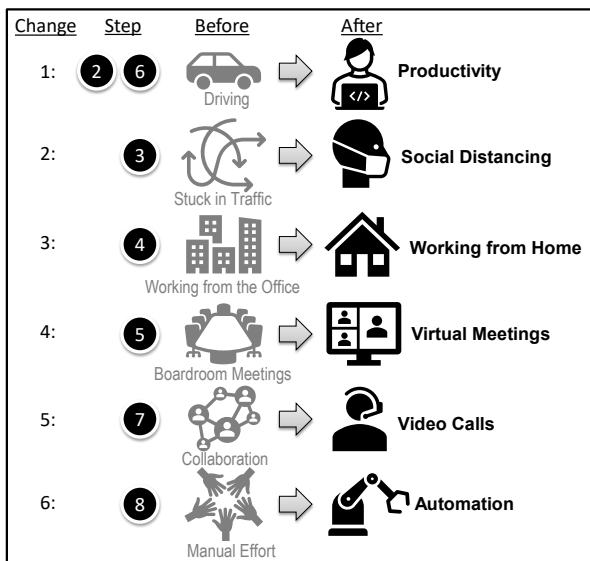 Change Step Before After
1: 2 6 Driving </> Productivity
2: 3 Stuck in Traffic Social Distancing
3: 4 Working from the Office Working from Home
4: 5 Boardroom Meetings Virtual Meetings
5: 7 Collaboration Video Calls
6: 8 Manual Effort Automation